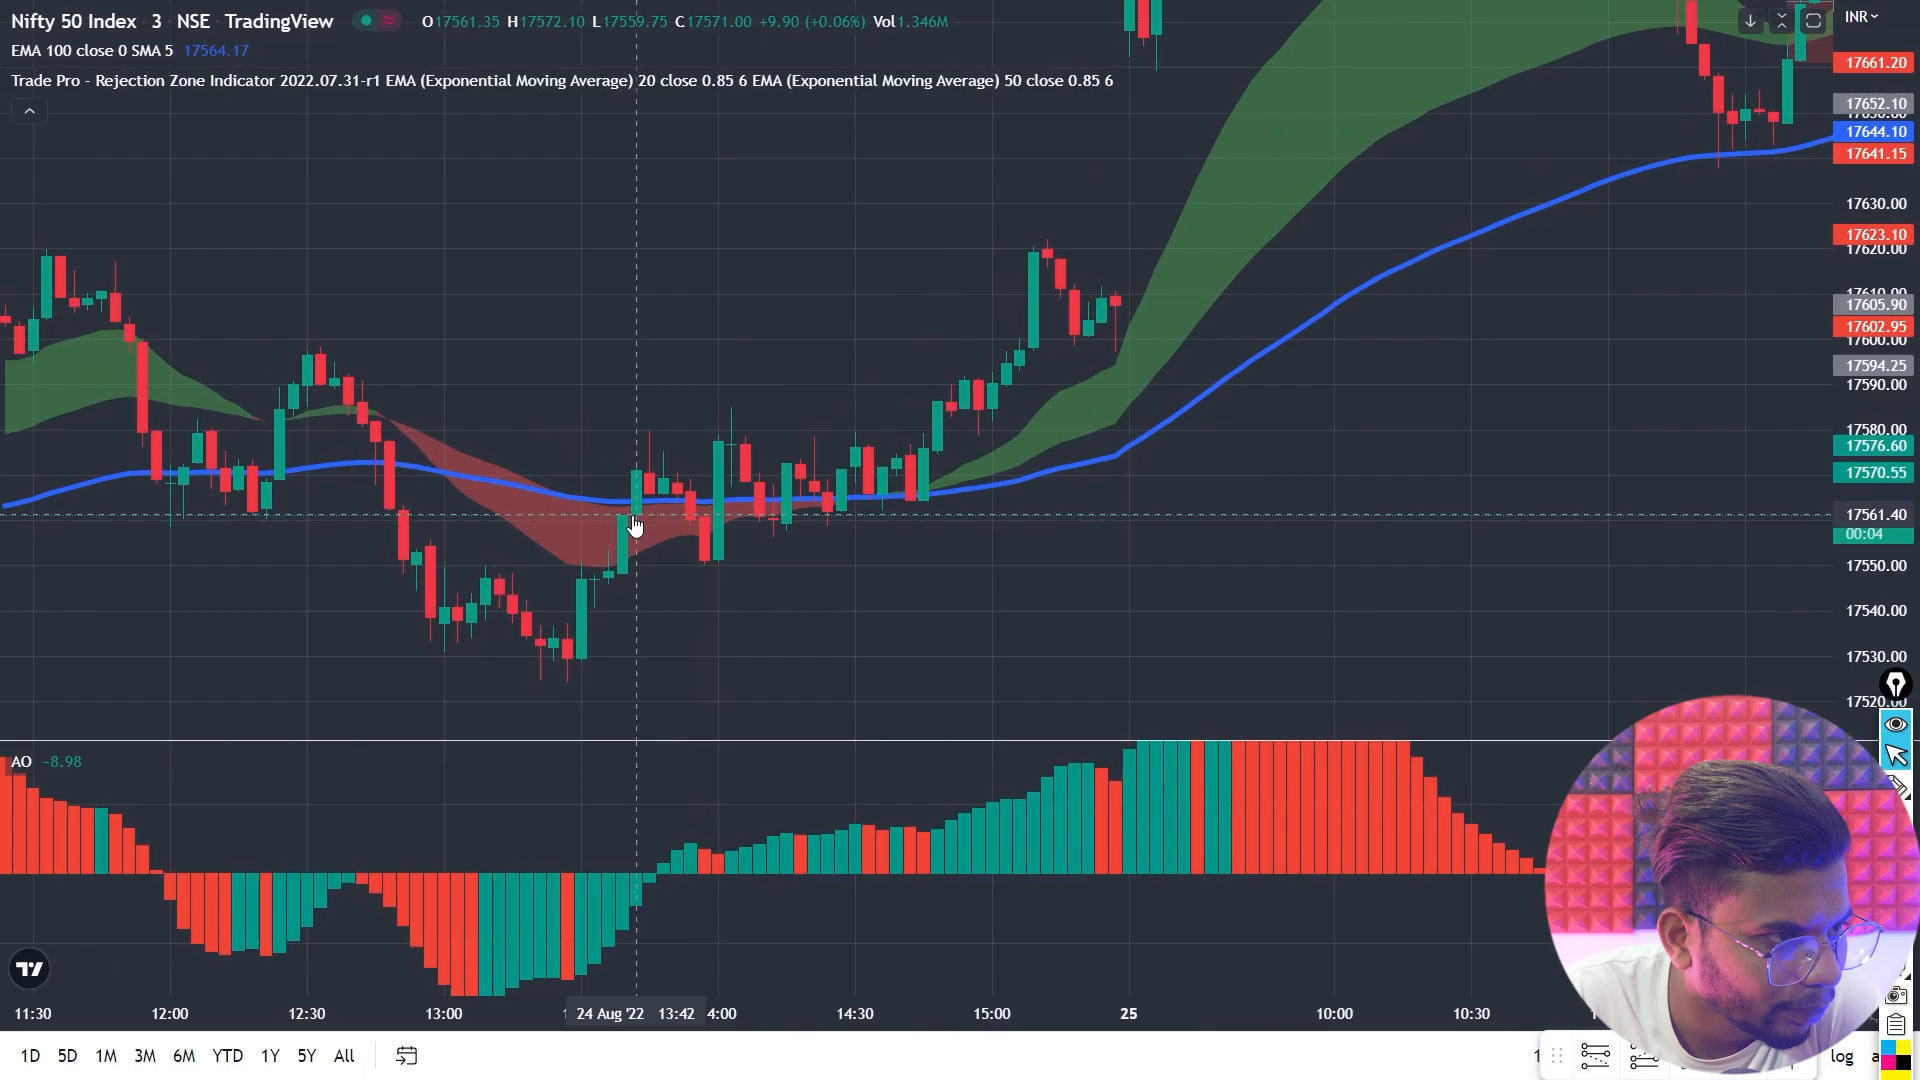 Nifty 50 Index · 3 · NSE · TradingView
O17561.35 H17572.10 L17559.75 C17571.00 +9.90 (+0.06%) Vol1.346M
INR
EMA 100 close 0 SMA 5 17564.17
Trade Pro - Rejection Zone Indicator 2022.07.31-r1 EMA (Exponential Moving Average) 20 close 0.85 6 EMA (Exponential Moving Average) 50 close 0.85 6
17661.20
17652.10
17644.10
17641.15
17630.00
17623.10
17620.00
17610.00
17605.90
17602.95
17600.00
17594.25
17590.00
17580.00
17576.60
17570.55
17561.40
00:04
17550.00
17540.00
17530.00
17520.00
AO -8.98
11:30 12:00 12:30 13:00 24 Aug '22 13:42 4:00 14:30 15:00 25 10:00 10:30
1D 5D 1M 3M 6M YTD 1Y 5Y All
log